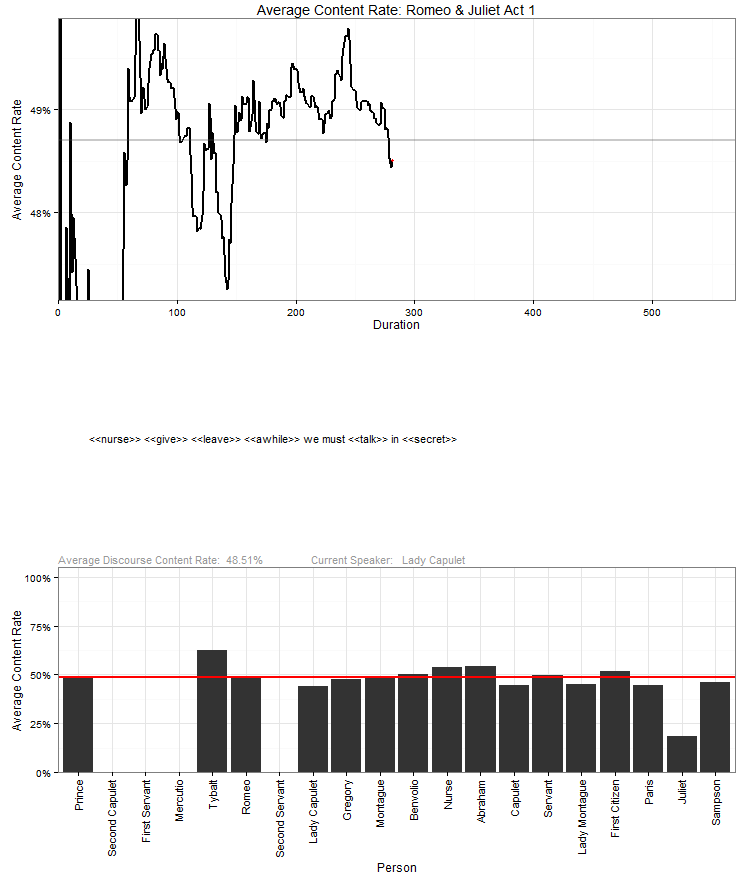 Average Content Rate: Romeo & Juliet Act 1
Average Content Rate
49%
48%
0 100 200 300 400 500
Duration
<<nurse>> <<give>> <<leave>> <<awhile>> we must <<talk>> in <<secret>>
Average Discourse Content Rate: 48.51% Current Speaker: Lady Capulet
Average Content Rate
100%
75%
50%
25%
0%
Prince
Second Capulet
First Servant
Mercutio
Tybalt
Romeo
Second Servant
Lady Capulet
Gregory
Montague
Benvolio
Nurse
Abraham
Capulet
Servant
Lady Montague
First Citizen
Paris
Juliet
Sampson
Person